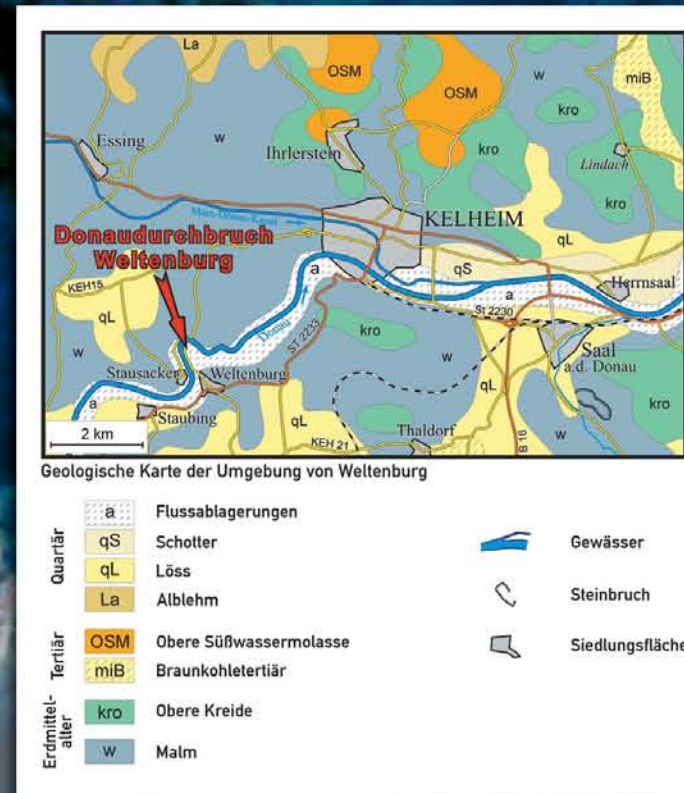 La
OSM
OSM
w
miB
kro
Essing
w
Ihrlerstein
kro
Lindach
kro
Main-Donau-Kanal
KELHEIM
qL
Donaudurchbruch
Weltenburg
qS
a
a
Herrnsaal
KEH15
qL
Donau
ST 2233
St 2230
kro
w
w
Stausacker
Weltenburg
Saal
a.d. Donau
qL
a
Staubing
qL
kro
2 km
KEH 21
Thaldorf
B 16
w
Geologische Karte der Umgebung von Weltenburg
Quartär
a Flussablagerungen
qS Schotter
qL Löss
La Alblehm
Tertiär
OSM Obere Süßwassermolasse
miB Braunkohletertiär
Erdmittel-
alter
kro Obere Kreide
w Malm
Gewässer
Steinbruch
Siedlungsfläche